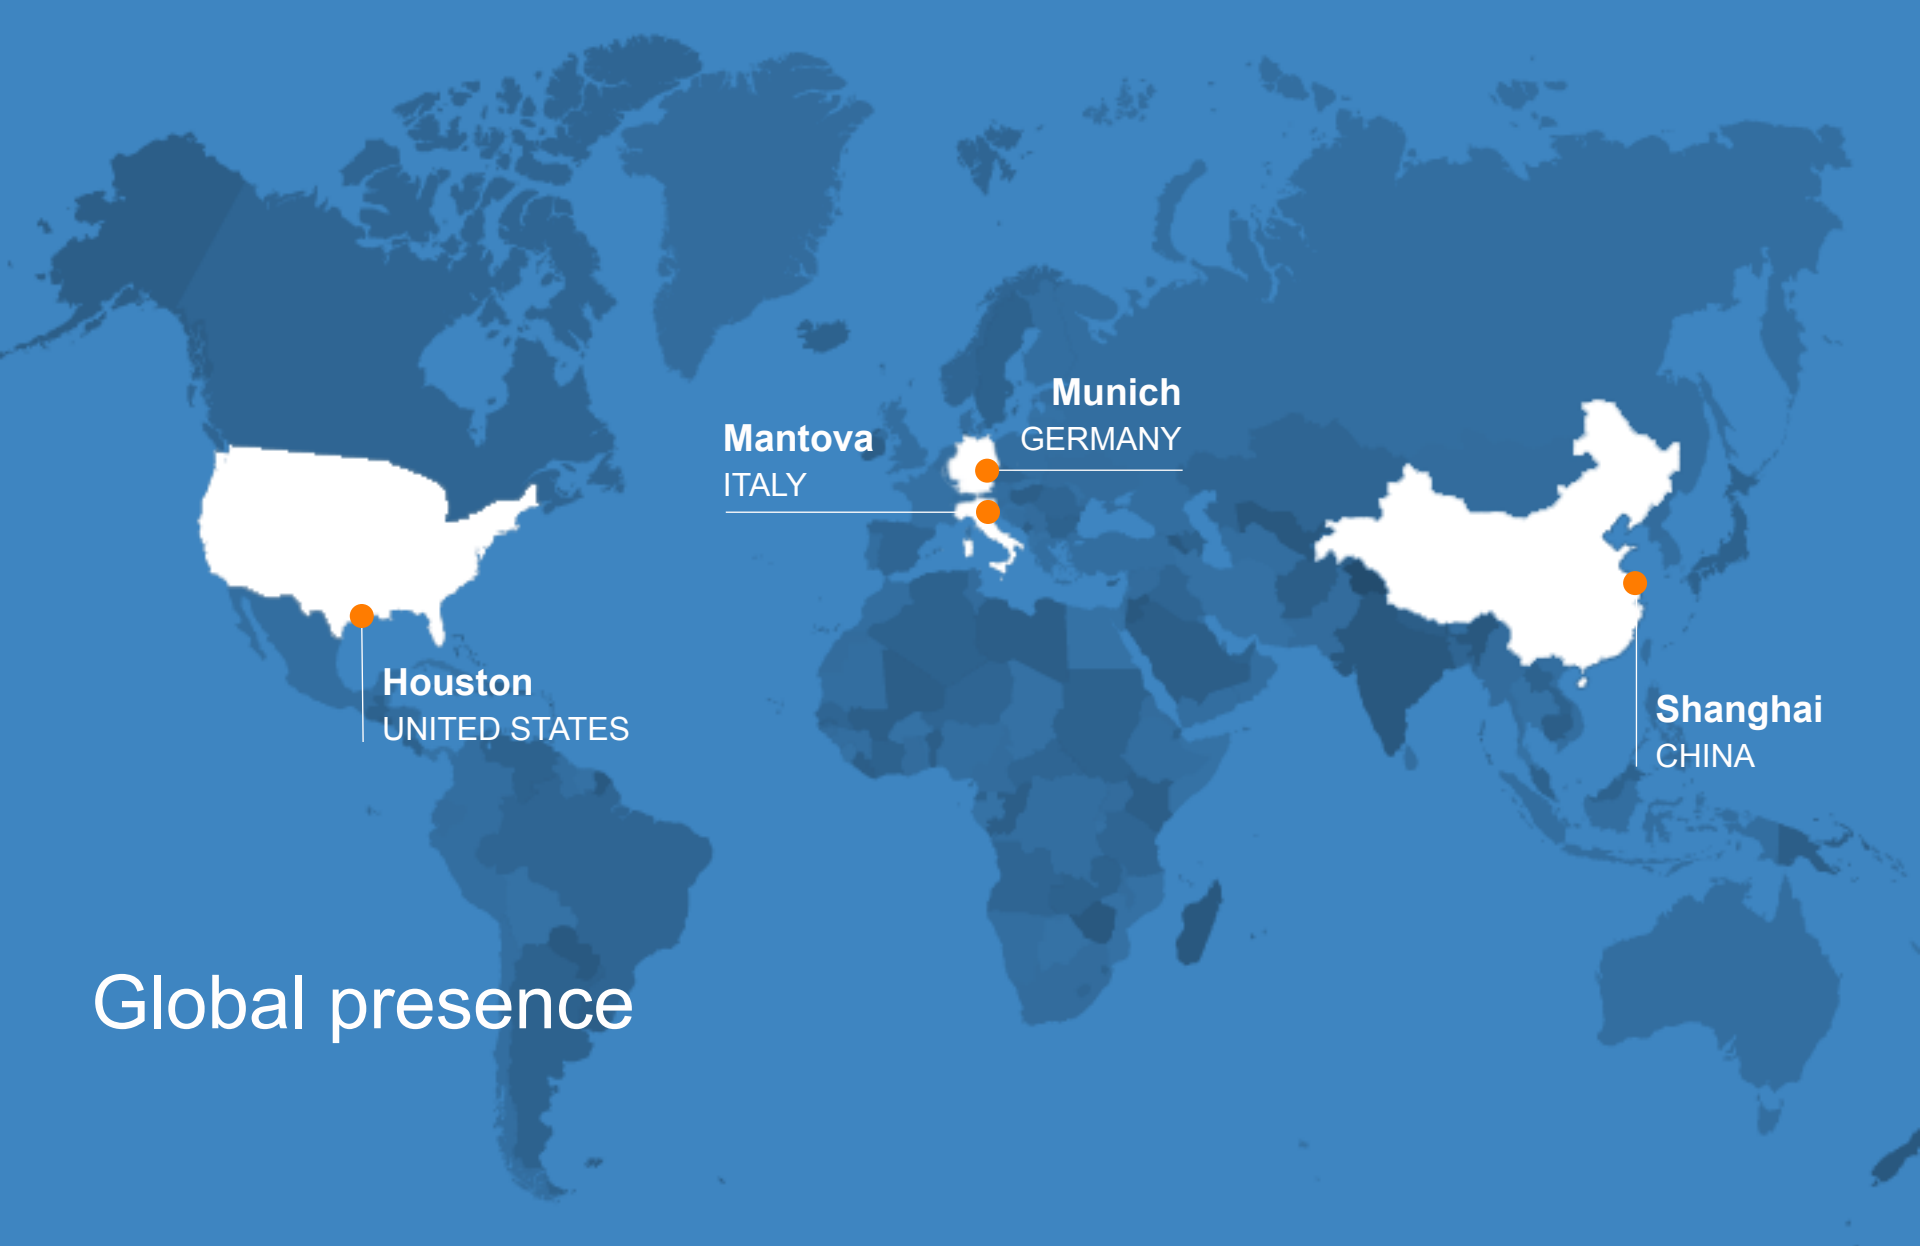 Munich
GERMANY
Mantova
ITALY
Houston
UNITED STATES
Shanghai
CHINA
Global presence